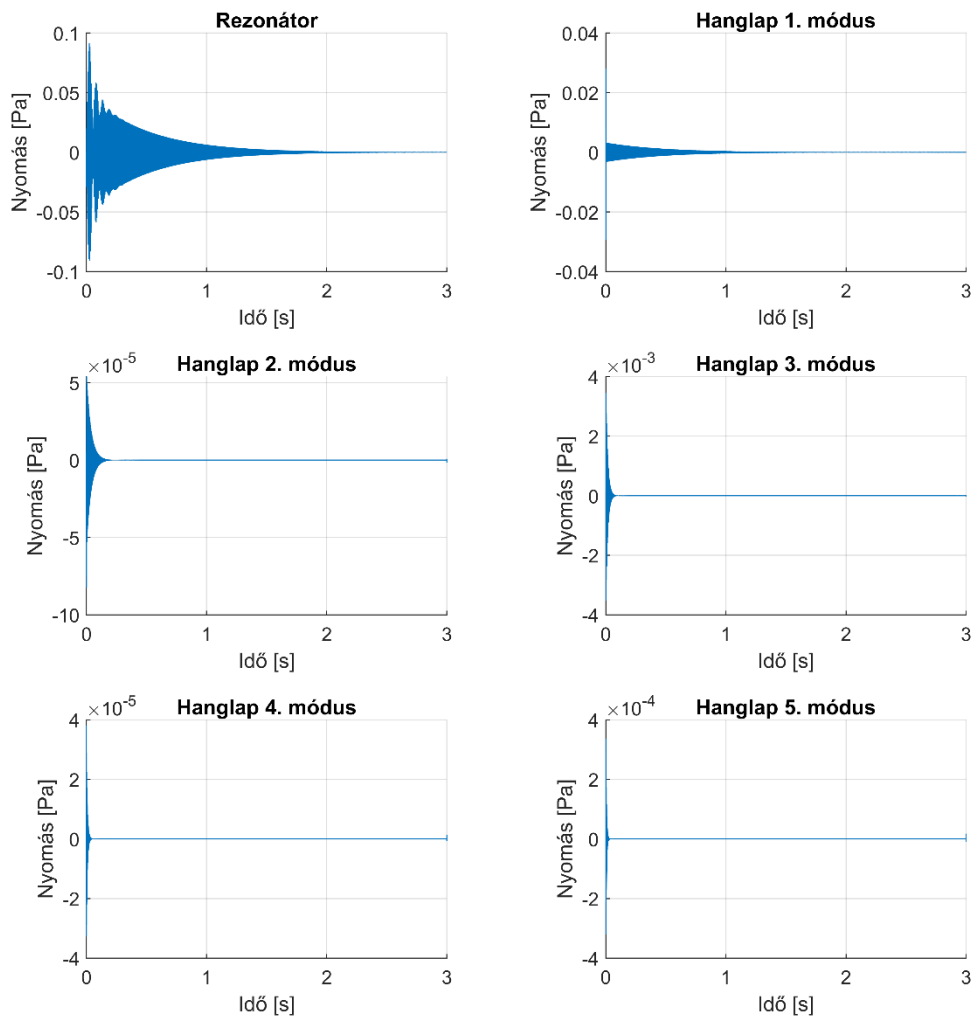 Rezonátor
0.1
0.05
0
-0.05
-0.1
Nyomás [Pa]
0 1 2 3
Idő [s]
Hanglap 1. módus
0.04
0.02
0
-0.02
-0.04
Nyomás [Pa]
0 1 2 3
Idő [s]
×10⁻⁵
Hanglap 2. módus
5
0
-5
-10
Nyomás [Pa]
0 1 2 3
Idő [s]
×10⁻³
Hanglap 3. módus
4
2
0
-2
-4
Nyomás [Pa]
0 1 2 3
Idő [s]
×10⁻⁵
Hanglap 4. módus
4
2
0
-2
-4
Nyomás [Pa]
0 1 2 3
Idő [s]
×10⁻⁴
Hanglap 5. módus
4
2
0
-2
-4
Nyomás [Pa]
0 1 2 3
Idő [s]